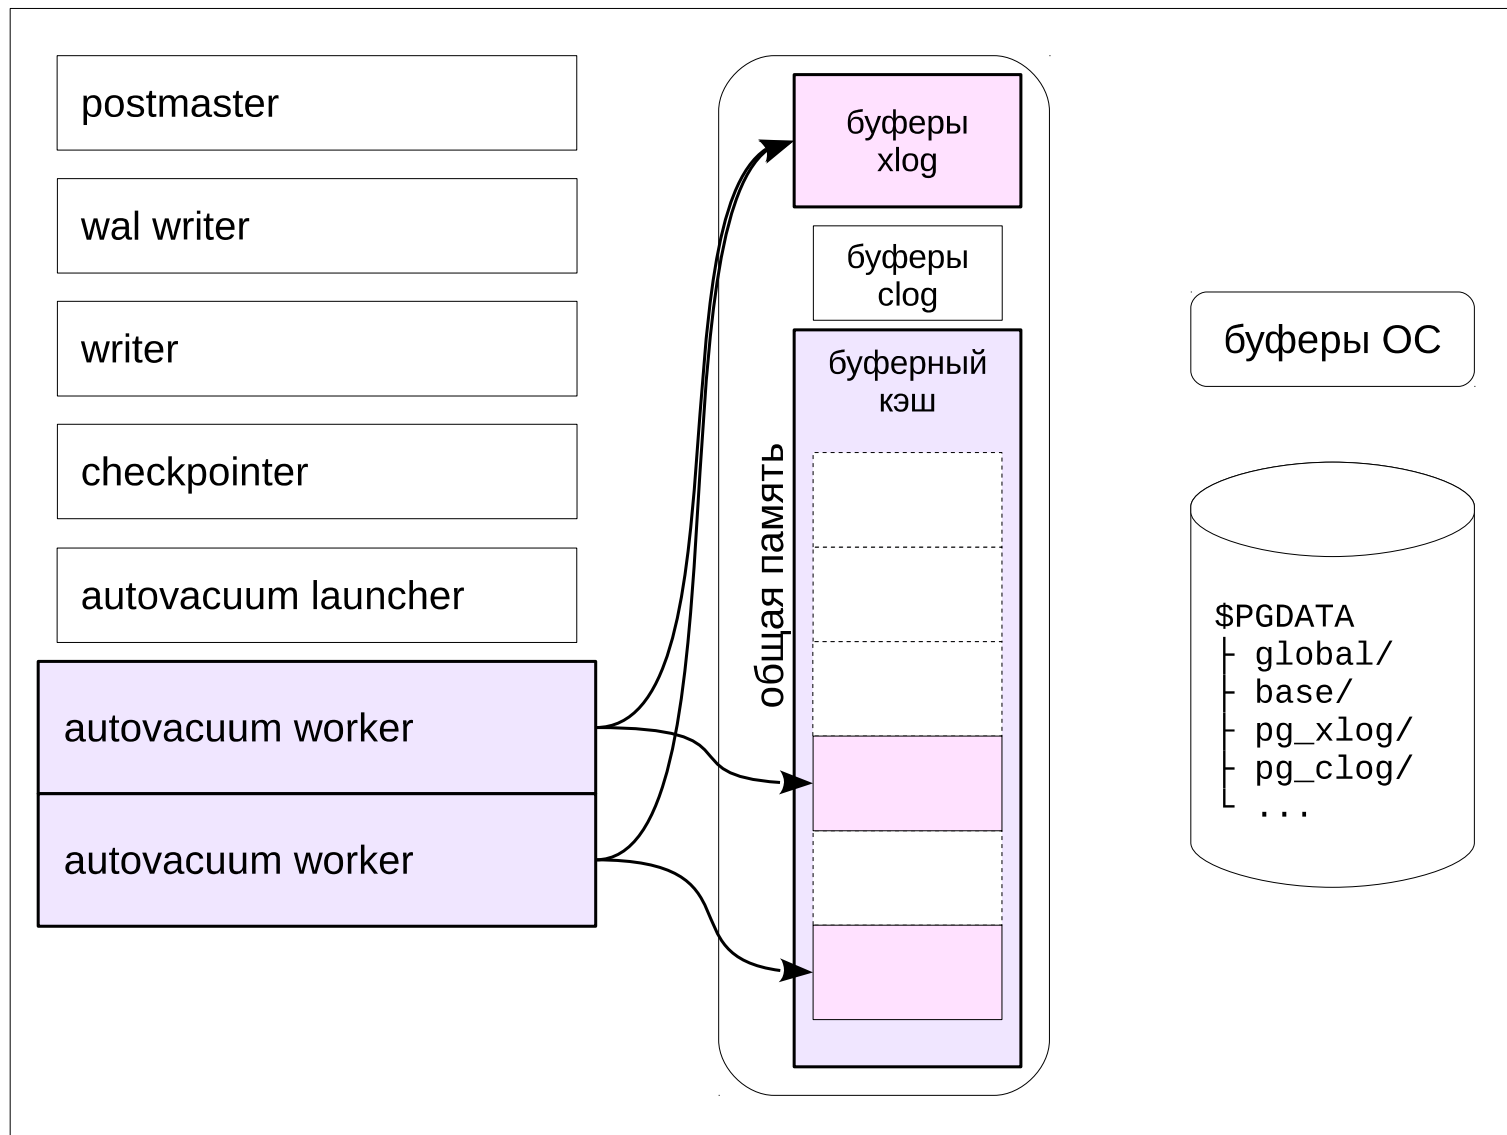 postmaster
wal writer
writer
checkpointer
autovacuum launcher
autovacuum worker
autovacuum worker
общая память
буферы
xlog
буферы
clog
буферный
кэш
буферы ОС
$PGDATA
├ global/
├ base/
├ pg_xlog/
├ pg_clog/
└ ...